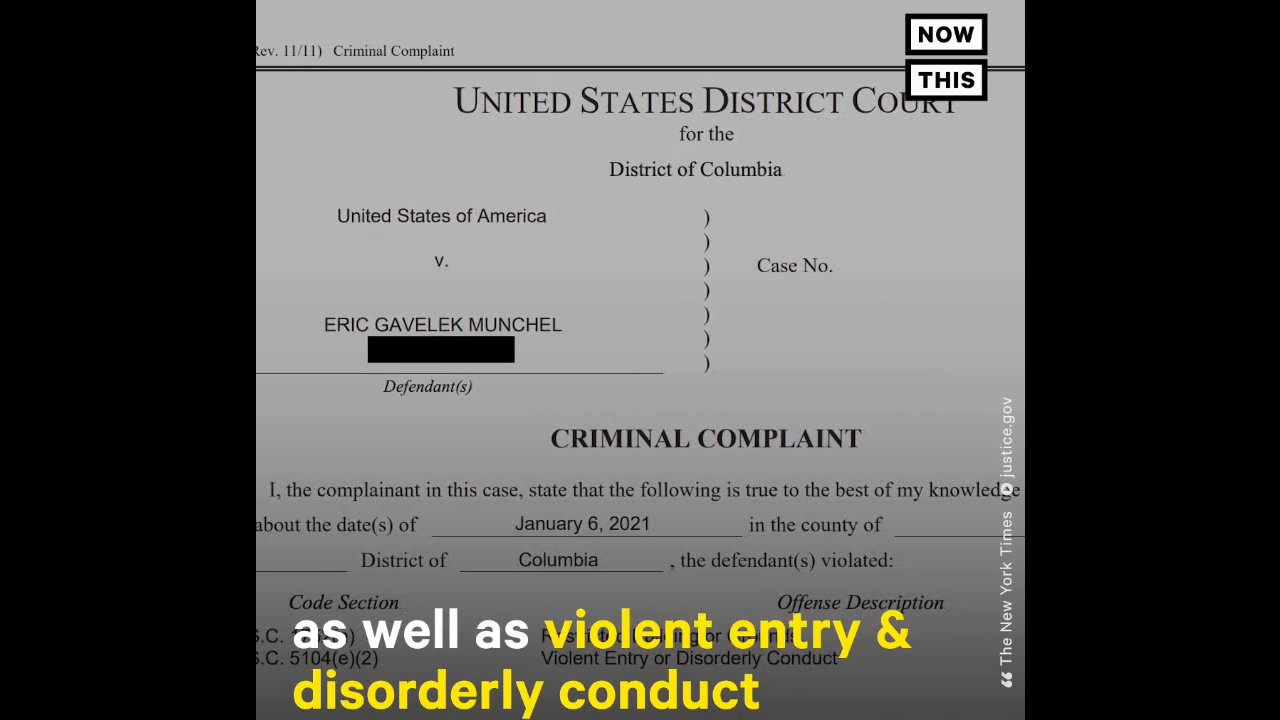 NOW
THIS
Rev. 11/11) Criminal Complaint
UNITED STATES DISTRICT COURT
for the
District of Columbia
United States of America
v.
ERIC GAVELEK MUNCHEL
Defendant(s)
)
)
)
)
)
)
)
Case No.
CRIMINAL COMPLAINT
I, the complainant in this case, state that the following is true to the best of my knowledge
about the date(s) of January 6, 2021 in the county of
District of Columbia , the defendant(s) violated:
Code Section Offense Description
S.C.
S.C. 5104(e)(2) Violent Entry or Disorderly Conduct
as well as violent entry &
disorderly conduct
The New York Times justice.gov